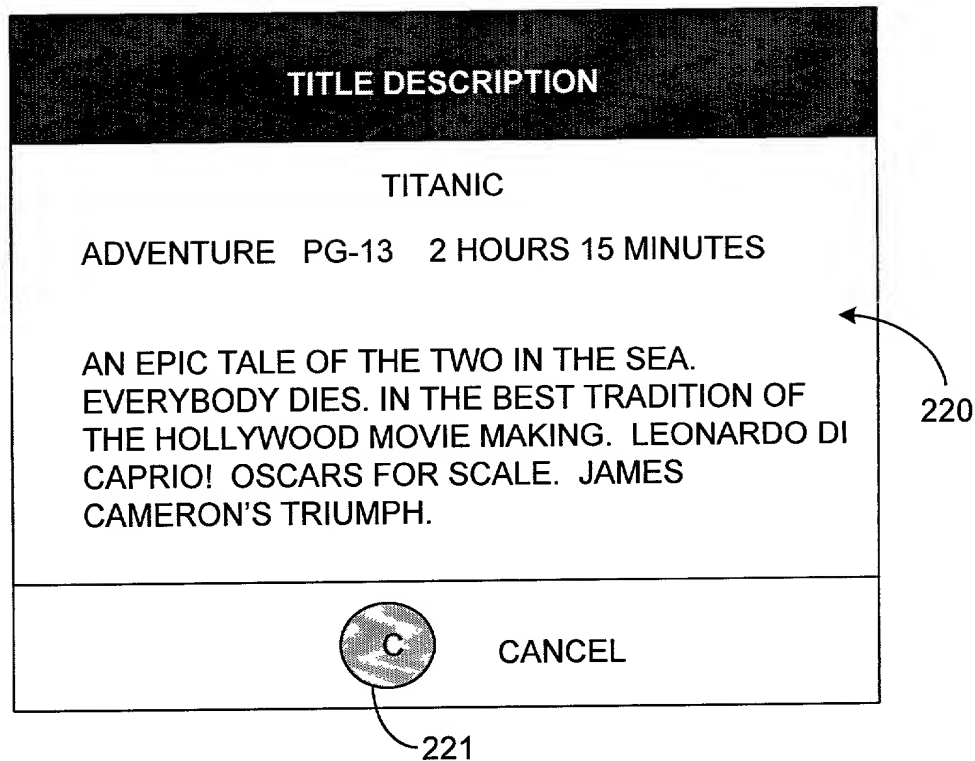 TITLE DESCRIPTION
TITANIC
ADVENTURE PG-13 2 HOURS 15 MINUTES
AN EPIC TALE OF THE TWO IN THE SEA.
EVERYBODY DIES. IN THE BEST TRADITION OF
THE HOLLYWOOD MOVIE MAKING. LEONARDO DI
CAPRIO! OSCARS FOR SCALE. JAMES
CAMERON'S TRIUMPH.
220
C CANCEL
221